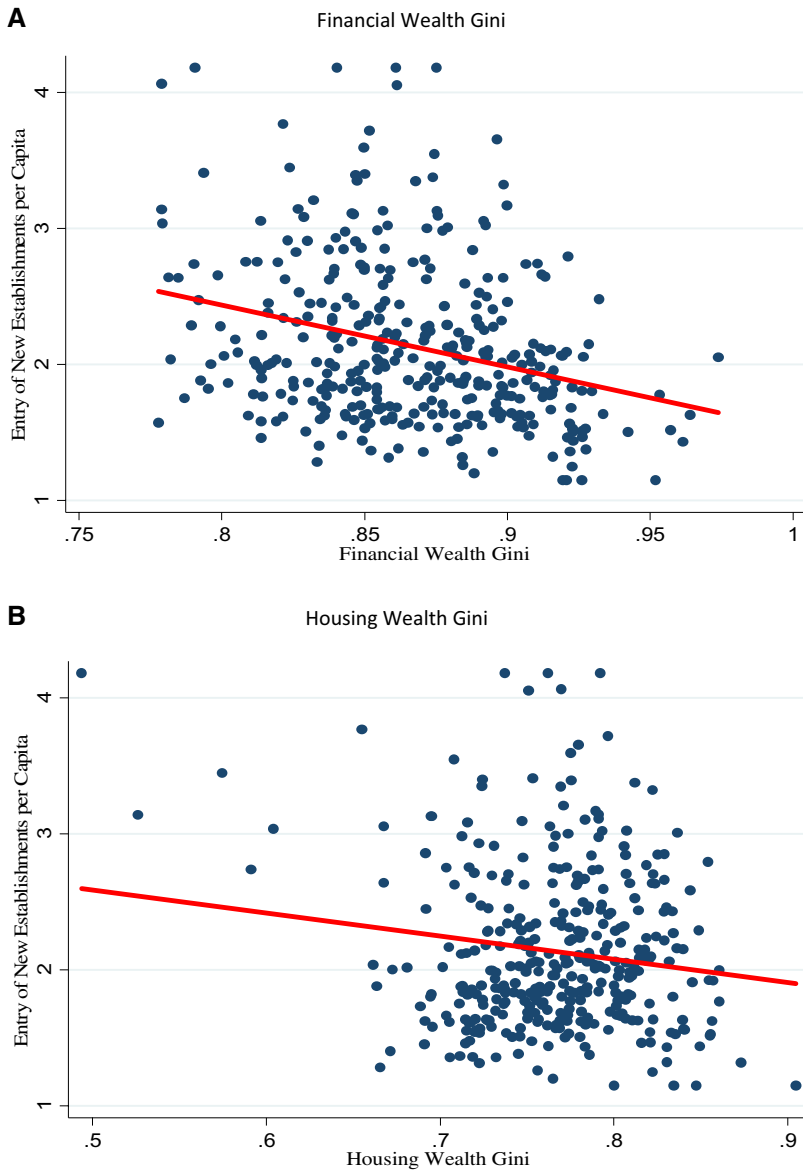 A
Financial Wealth Gini
Entry of New Establishments per Capita
4
3
2
1
.75 .8 .85 .9 .95 1
Financial Wealth Gini
B
Housing Wealth Gini
Entry of New Establishments per Capita
4
3
2
1
.5 .6 .7 .8 .9
Housing Wealth Gini